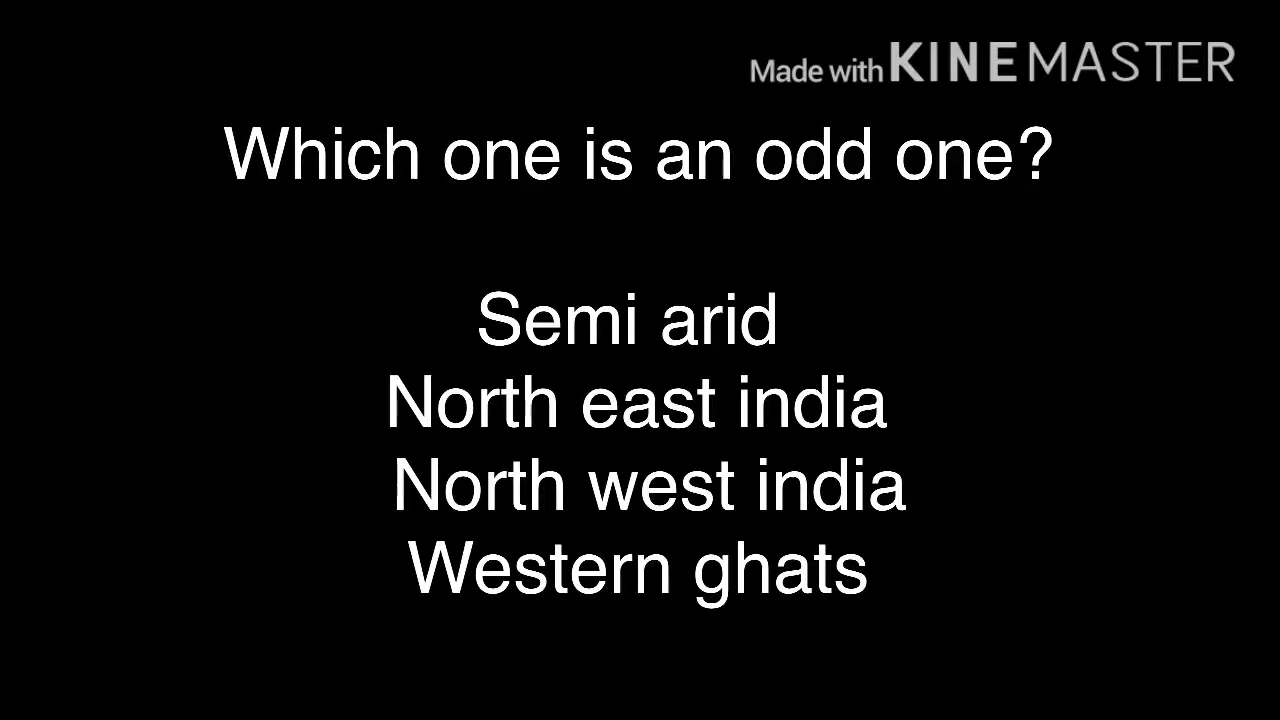 Made with KINEMASTER
Which one is an odd one?
Semi arid
North east india
North west india
Western ghats